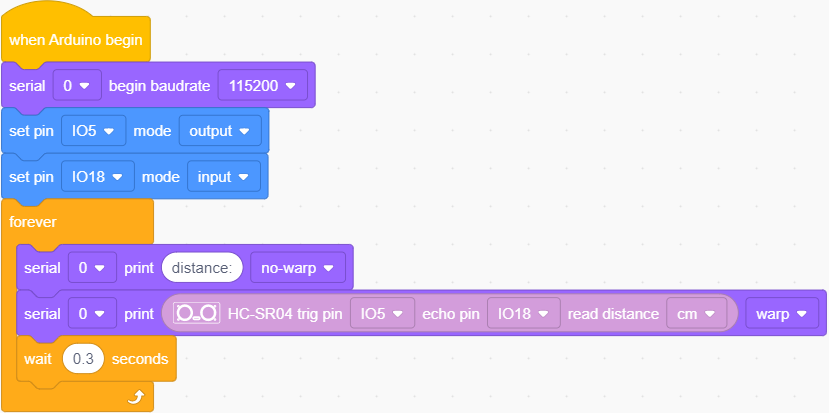 when Arduino begin
serial 0 begin baudrate 115200
set pin IO5 mode output
set pin IO18 mode input
forever
serial 0 print distance: no-warp
serial 0 print HC-SR04 trig pin IO5 echo pin IO18 read distance cm warp
wait 0.3 seconds